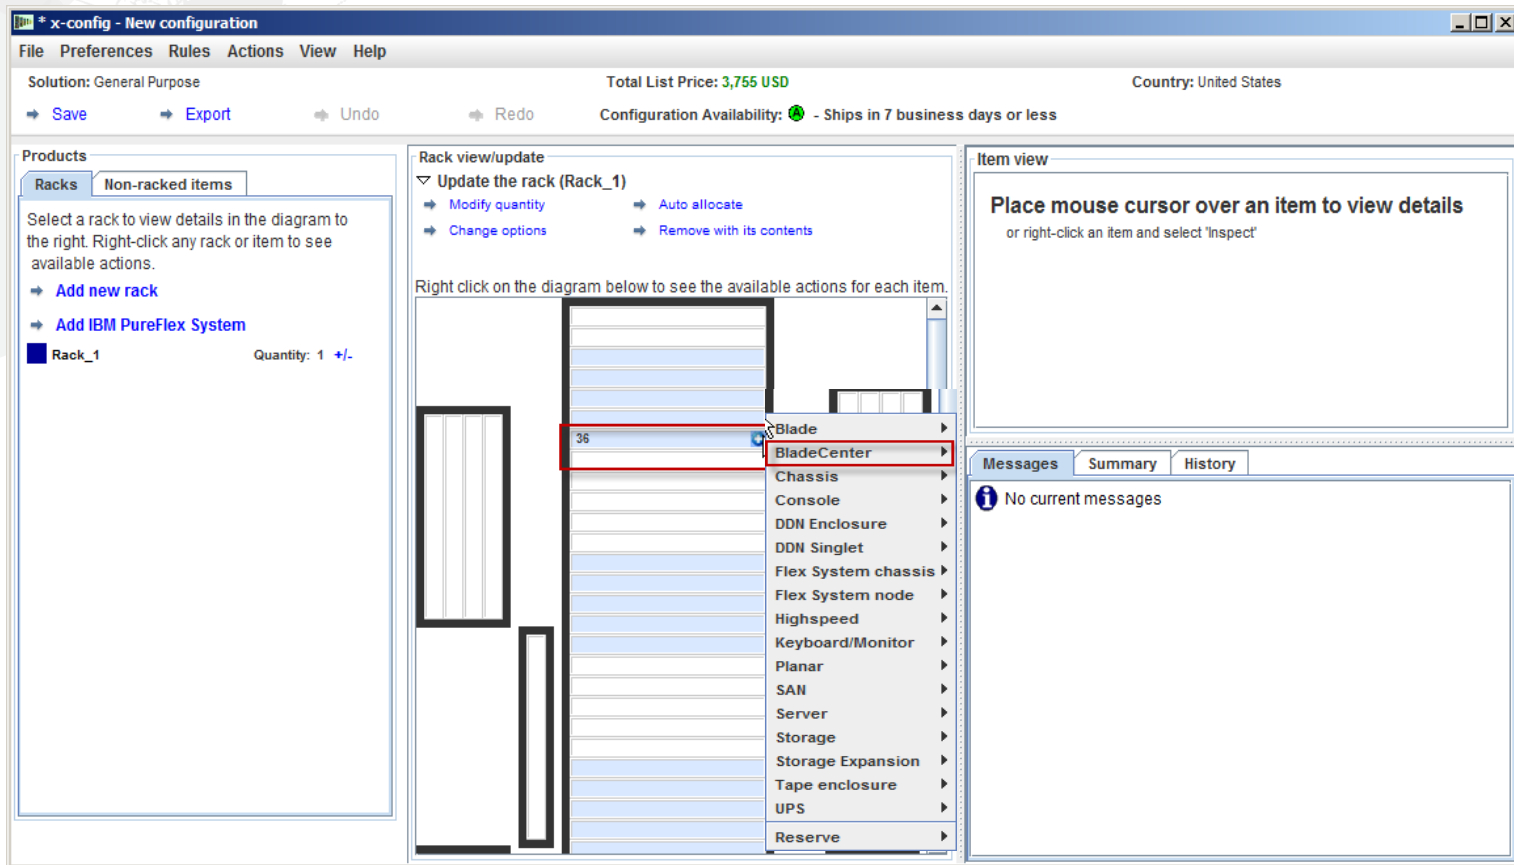 * x-config - New configuration
File Preferences Rules Actions View Help
Solution: General Purpose Total List Price: 3,755 USD Country: United States
Save Export Undo Redo Configuration Availability: A - Ships in 7 business days or less
Products
Racks Non-racked items
Select a rack to view details in the diagram to
the right. Right-click any rack or item to see
available actions.
Add new rack
Add IBM PureFlex System
Rack_1 Quantity: 1 +/-
Rack view/update
Update the rack (Rack_1)
Modify quantity Auto allocate
Change options Remove with its contents
Right click on the diagram below to see the available actions for each item.
36
Blade
BladeCenter
Chassis
Console
DDN Enclosure
DDN Singlet
Flex System chassis
Flex System node
Highspeed
Keyboard/Monitor
Planar
SAN
Server
Storage
Storage Expansion
Tape enclosure
UPS
Reserve
Item view
Place mouse cursor over an item to view details
or right-click an item and select 'Inspect'
Messages Summary History
No current messages